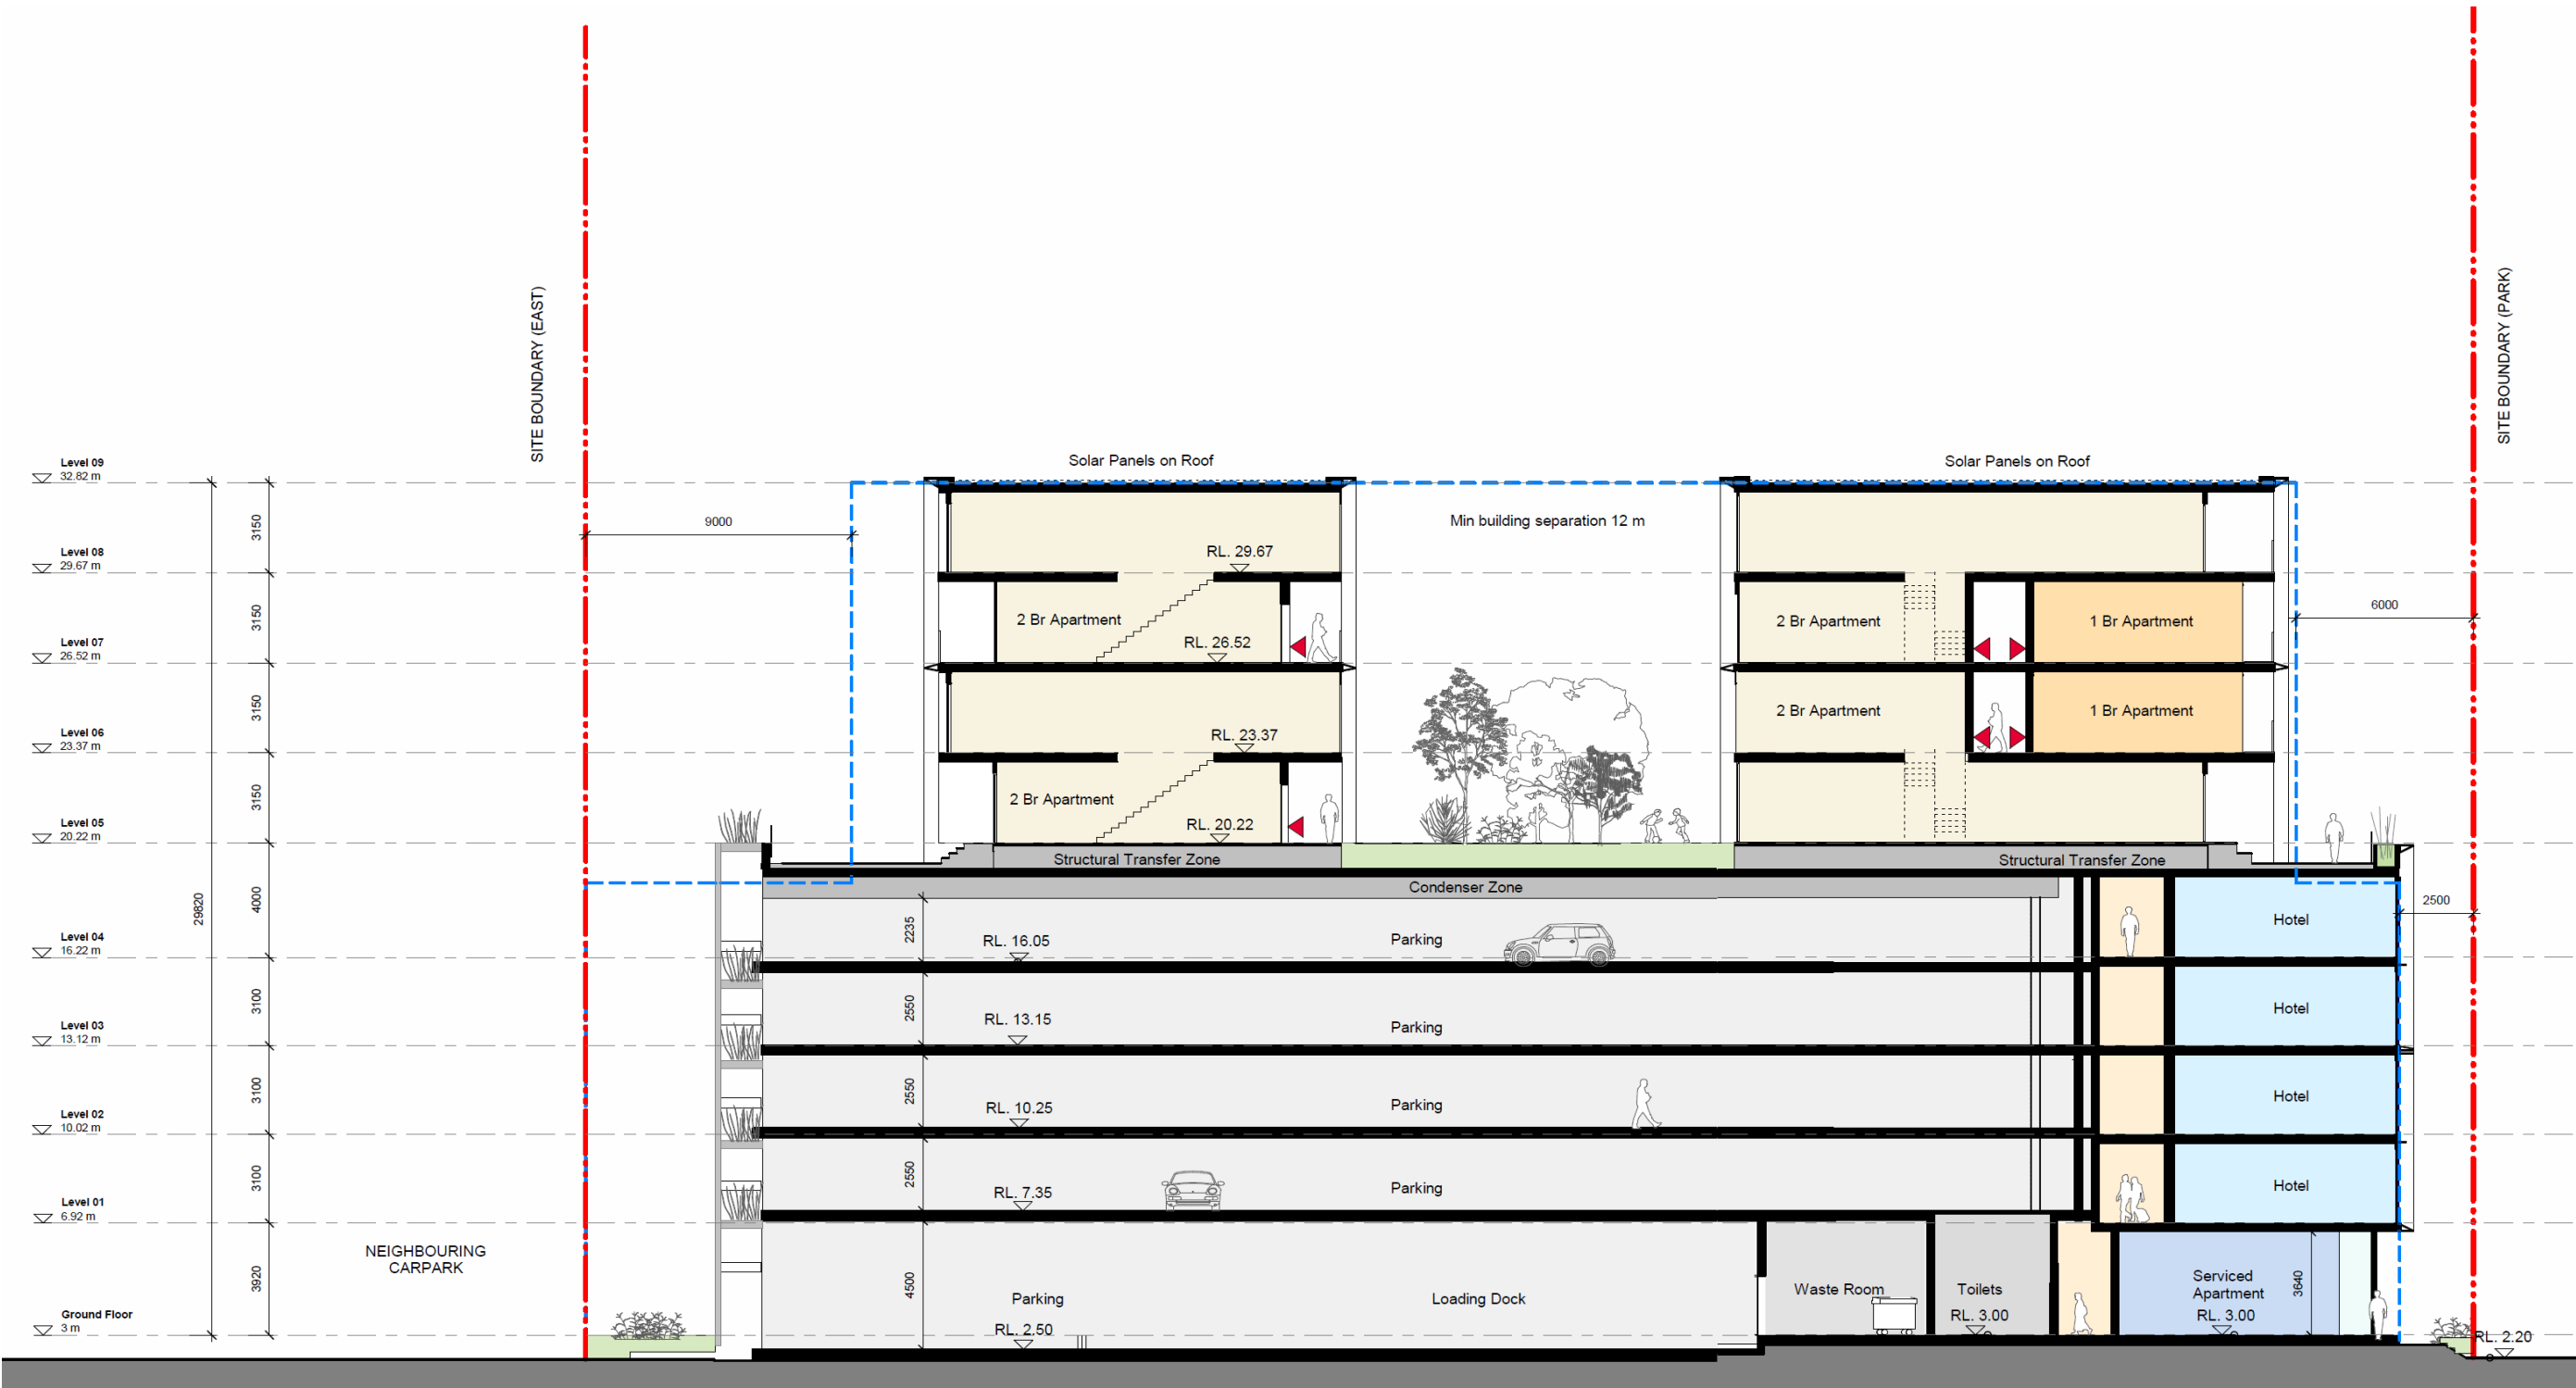 SITE BOUNDARY (EAST)
SITE BOUNDARY (PARK)
Solar Panels on Roof
Solar Panels on Roof
Level 09
32.82 m
9000
Min building separation 12 m
3150
RL. 29.67
Level 08
29.67 m
3150
2 Br Apartment
2 Br Apartment
1 Br Apartment
6000
RL. 26.52
Level 07
26.52 m
3150
2 Br Apartment
1 Br Apartment
RL. 23.37
Level 06
23.37 m
3150
2 Br Apartment
RL. 20.22
Level 05
20.22 m
Structural Transfer Zone
Structural Transfer Zone
Condenser Zone
29820
4000
2235
Hotel
2500
RL. 16.05
Parking
Level 04
16.22 m
3100
2550
Hotel
RL. 13.15
Parking
Level 03
13.12 m
3100
2550
Hotel
RL. 10.25
Parking
Level 02
10.02 m
3100
2550
Hotel
RL. 7.35
Parking
Level 01
6.92 m
NEIGHBOURING
CARPARK
3920
4500
Parking
Loading Dock
Waste Room
Toilets
RL. 3.00
Serviced
Apartment
RL. 3.00
3640
Ground Floor
3 m
RL. 2.50
RL. 2.20